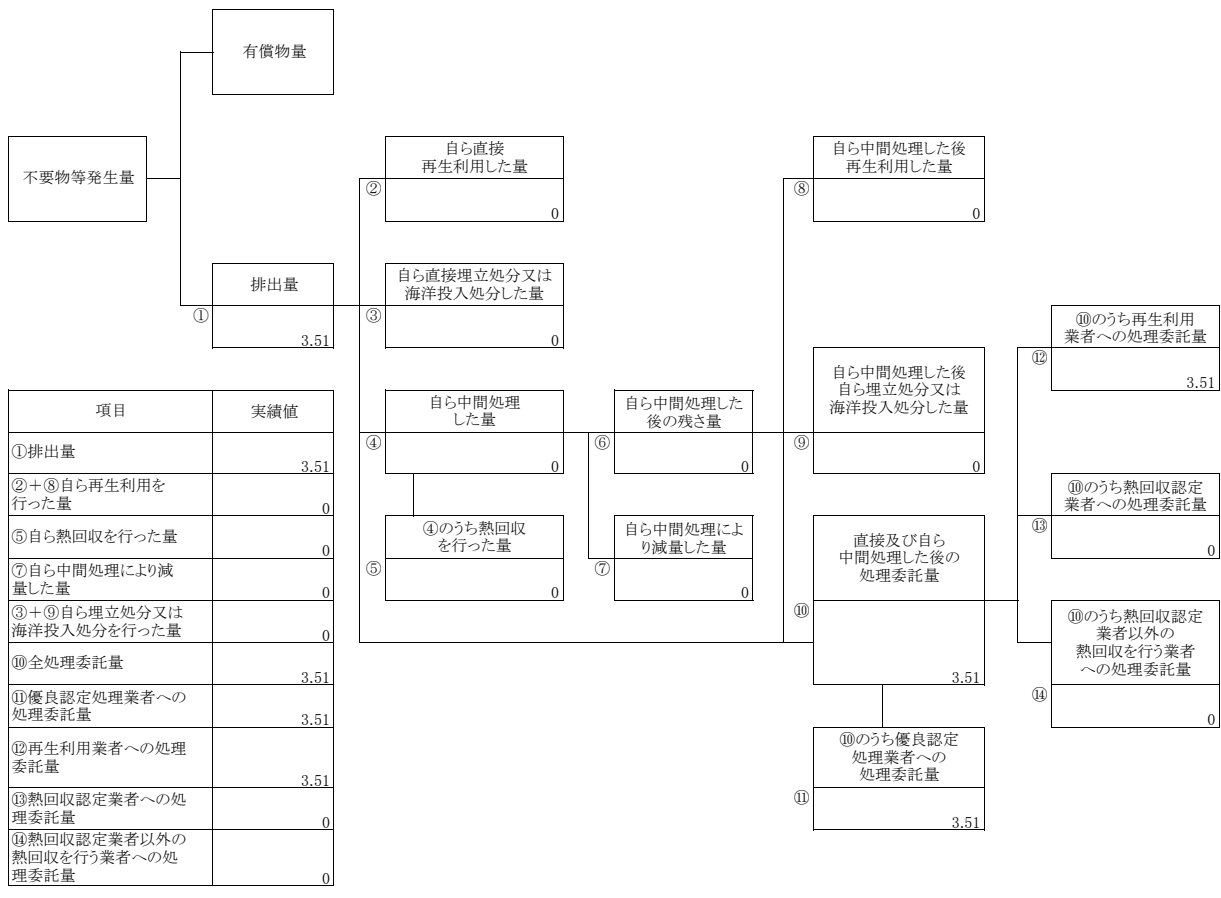 有償物量
不要物等発生量
自ら直接
再生利用した量
②
0
自ら中間処理した後
再生利用した量
⑧
0
排出量
①
3.51
自ら直接埋立処分又は
海洋投入処分した量
③
0
⑩のうち再生利用
業者への処理委託量
⑫
3.51
自ら中間処理
した量
④
0
自ら中間処理した
後の残さ量
⑥
0
自ら中間処理した後
自ら埋立処分又は
海洋投入処分した量
⑨
0
⑩のうち熱回収認定
業者への処理委託量
⑬
0
④のうち熱回収
を行った量
⑤
0
自ら中間処理によ
り減量した量
⑦
0
直接及び自ら
中間処理した後の
処理委託量
⑩
3.51
⑩のうち熱回収認定
業者以外の
熱回収を行う業者
への処理委託量
⑭
0
⑩のうち優良認定
処理業者への
処理委託量
⑪
3.51
項目 実績値
①排出量
3.51
②＋⑧自ら再生利用を
行った量
0
⑤自ら熱回収を行った量
0
⑦自ら中間処理により減
量した量
0
③＋⑨自ら埋立処分又は
海洋投入処分を行った量
0
⑩全処理委託量
3.51
⑪優良認定処理業者への
処理委託量
3.51
⑫再生利用業者への処理
委託量
3.51
⑬熱回収認定業者への処
理委託量
0
⑭熱回収認定業者以外の
熱回収を行う業者への処
理委託量
0